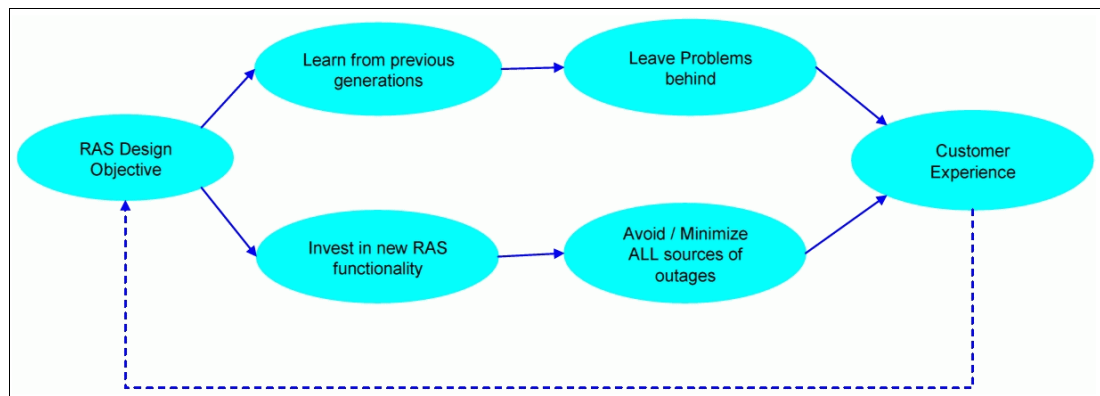 RAS Design
Objective
Learn from previous
generations
Leave Problems
behind
Invest in new RAS
functionality
Avoid / Minimize
ALL sources of
outages
Customer
Experience